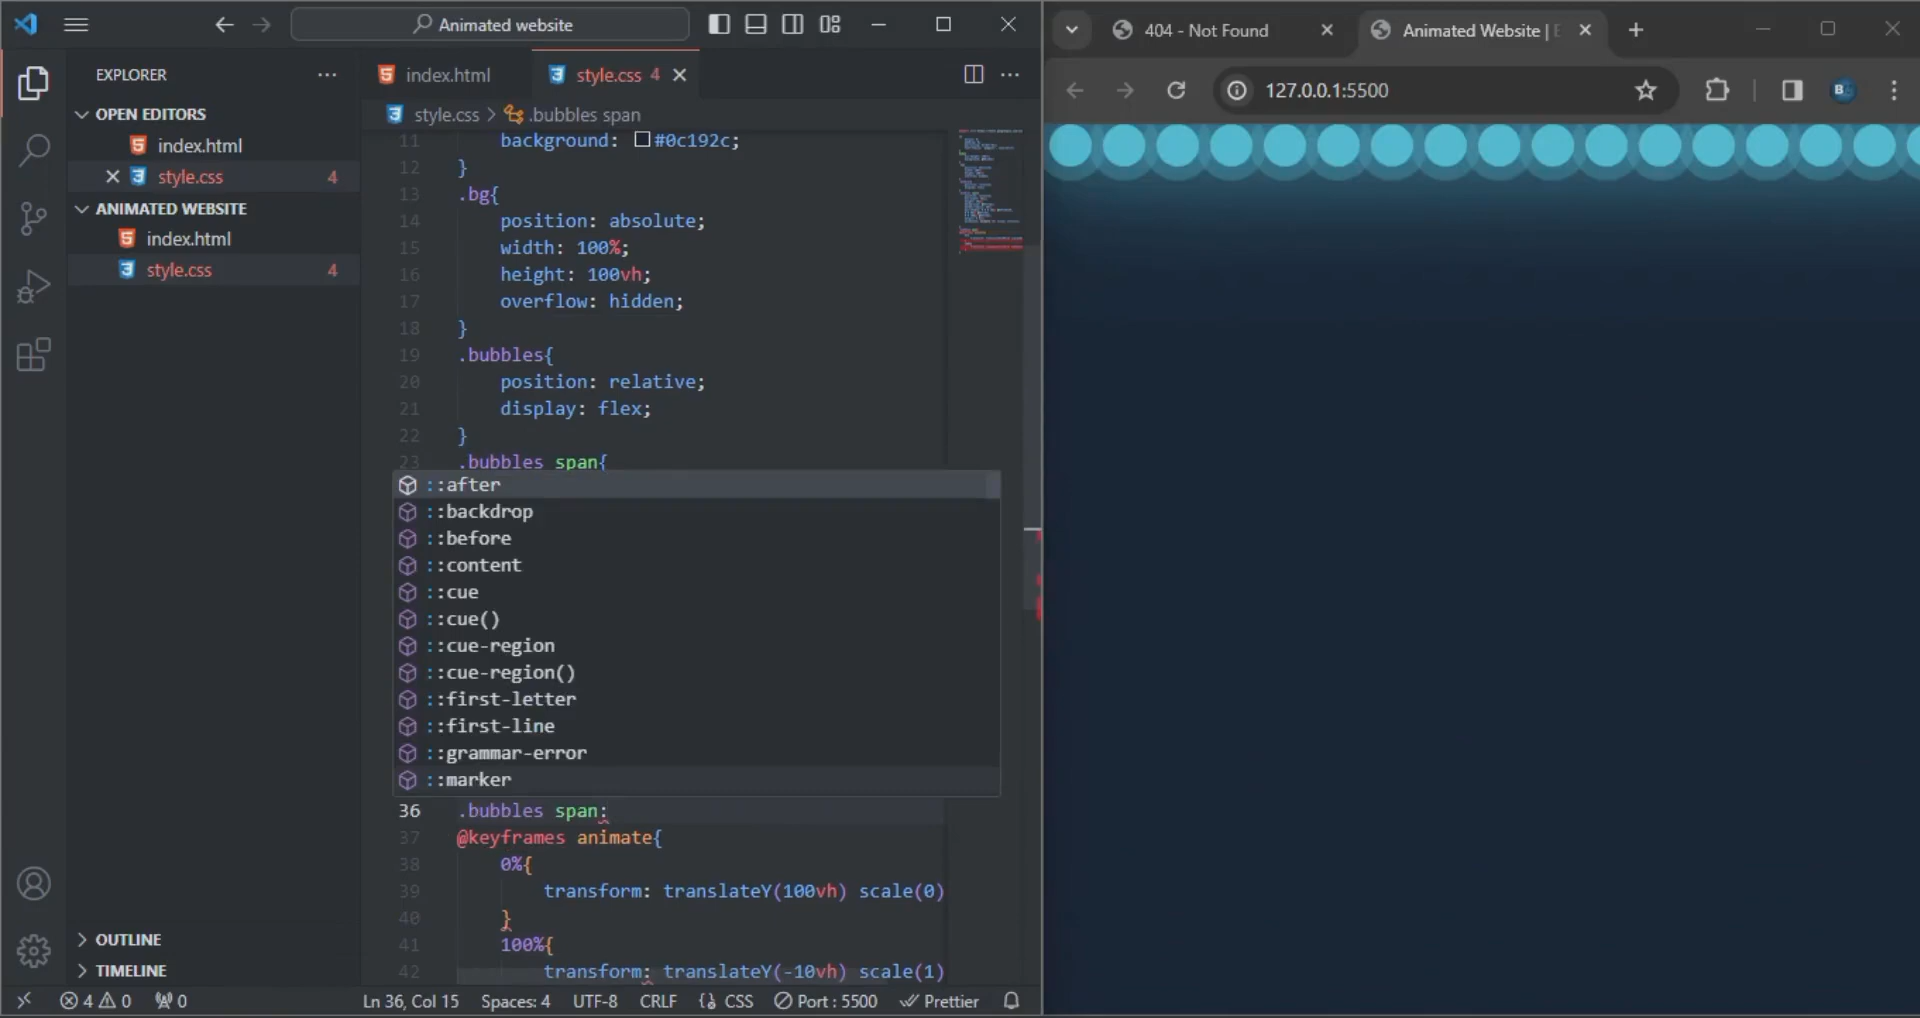 Animated website
404 - Not Found
Animated Website |
EXPLORER
index.html
style.css 4
127.0.0.1:5500
OPEN EDITORS
index.html
style.css 4
ANIMATED WEBSITE
index.html
style.css 4
OUTLINE
TIMELINE
style.css > .bubbles span
11 background: #0c192c;
12 }
13 .bg{
14 position: absolute;
15 width: 100%;
16 height: 100vh;
17 overflow: hidden;
18 }
19 .bubbles{
20 position: relative;
21 display: flex;
22 }
23 .bubbles span{
::after
::backdrop
::before
::content
::cue
::cue()
::cue-region
::cue-region()
::first-letter
::first-line
::grammar-error
::marker
36 .bubbles span:
37 @keyframes animate{
38 0%{
39 transform: translateY(100vh) scale(0)
40 }
41 100%{
42 transform: translateY(-10vh) scale(1)
4 0 0 Ln 36, Col 15 Spaces: 4 UTF-8 CRLF CSS Port : 5500 Prettier